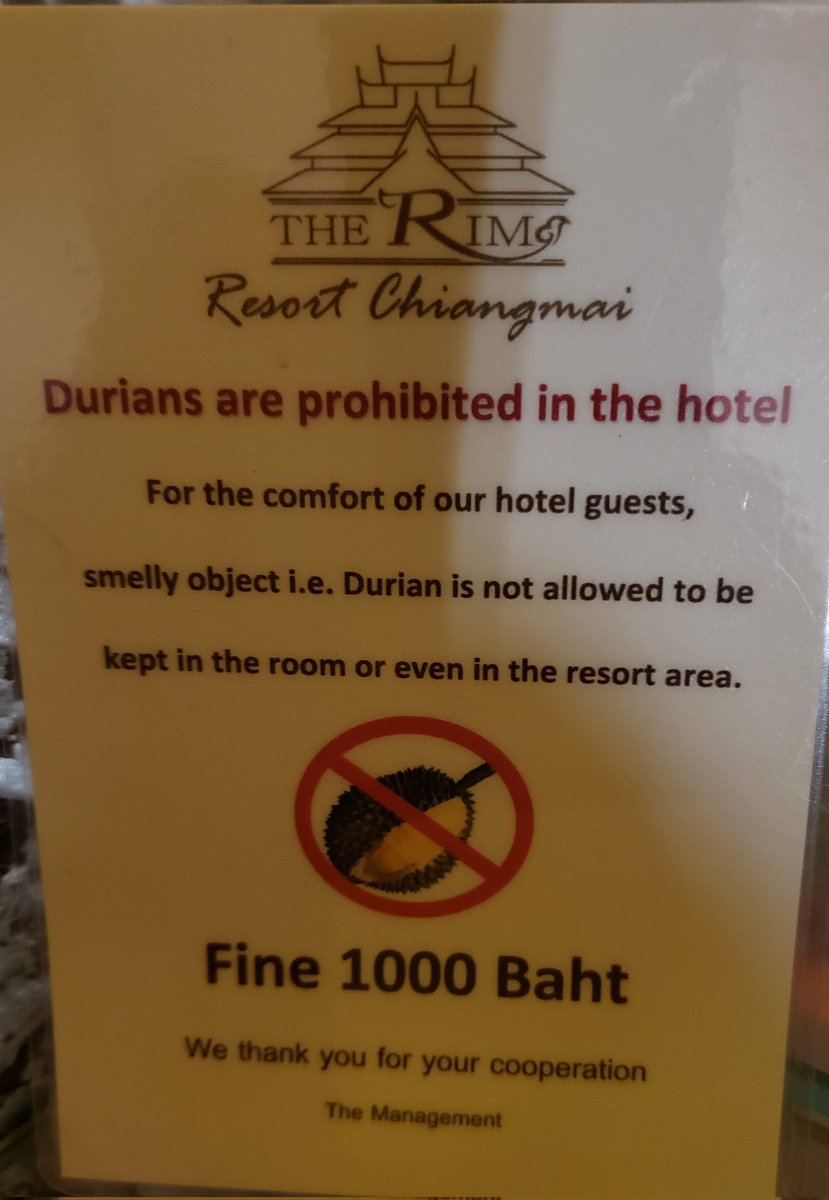 THE RIM
Resort Chiangmai
Durians are prohibited in the hotel
For the comfort of our hotel guests,
smelly object i.e. Durian is not allowed to be
kept in the room or even in the resort area.
Fine 1000 Baht
We thank you for your cooperation
The Management